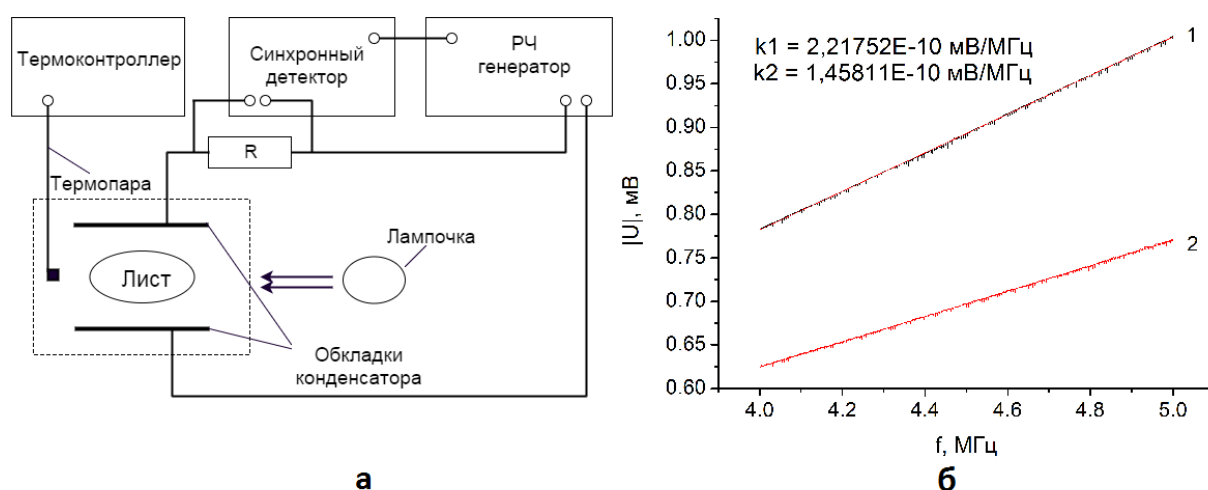 Термоконтроллер
Синхронный
детектор
РЧ
генератор
R
Термопара
Лист
Лампочка
Обкладки
конденсатора
а
k1 = 2,21752E-10 мВ/МГц
k2 = 1,45811E-10 мВ/МГц
1
2
|U|, мВ
1.00
0.95
0.90
0.85
0.80
0.75
0.70
0.65
0.60
4.0 4.2 4.4 4.6 4.8 5.0
f, МГц
б